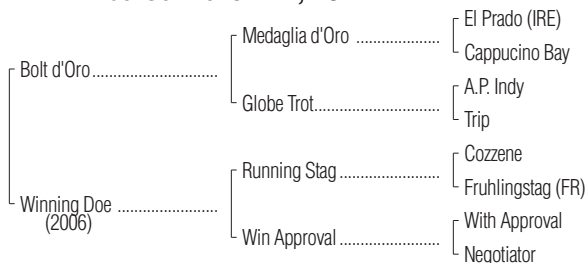 Medaglia d'Oro
El Prado (IRE)
Cappucino Bay
Bolt d'Oro
Globe Trot
A.P. Indy
Trip
Running Stag
Cozzene
Fruhlingstag (FR)
Winning Doe
(2006)
Win Approval
With Approval
Negotiator